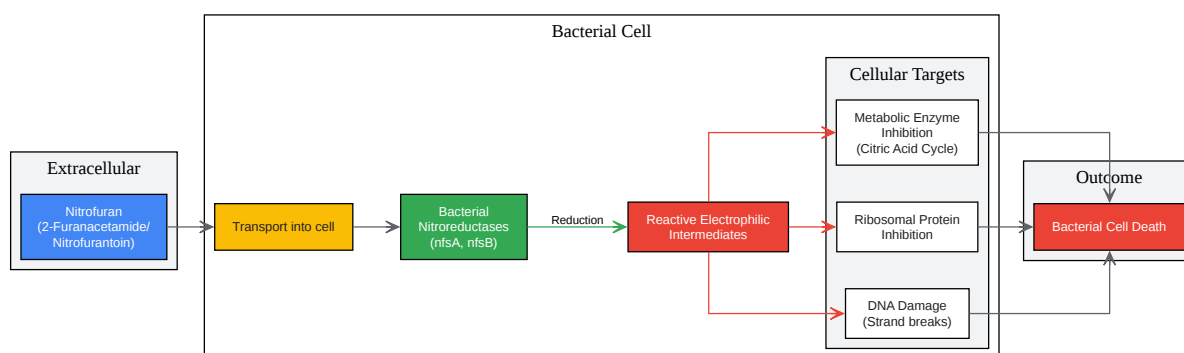 Bacterial Cell
Extracellular
Nitrofuran
(2-Furanacetamide/
Nitrofurantoin)
Transport into cell
Bacterial
Nitroreductases
(nfsA, nfsB)
Reduction
Reactive Electrophilic
Intermediates
Cellular Targets
Metabolic Enzyme
Inhibition
(Citric Acid Cycle)
Ribosomal Protein
Inhibition
DNA Damage
(Strand breaks)
Outcome
Bacterial Cell Death